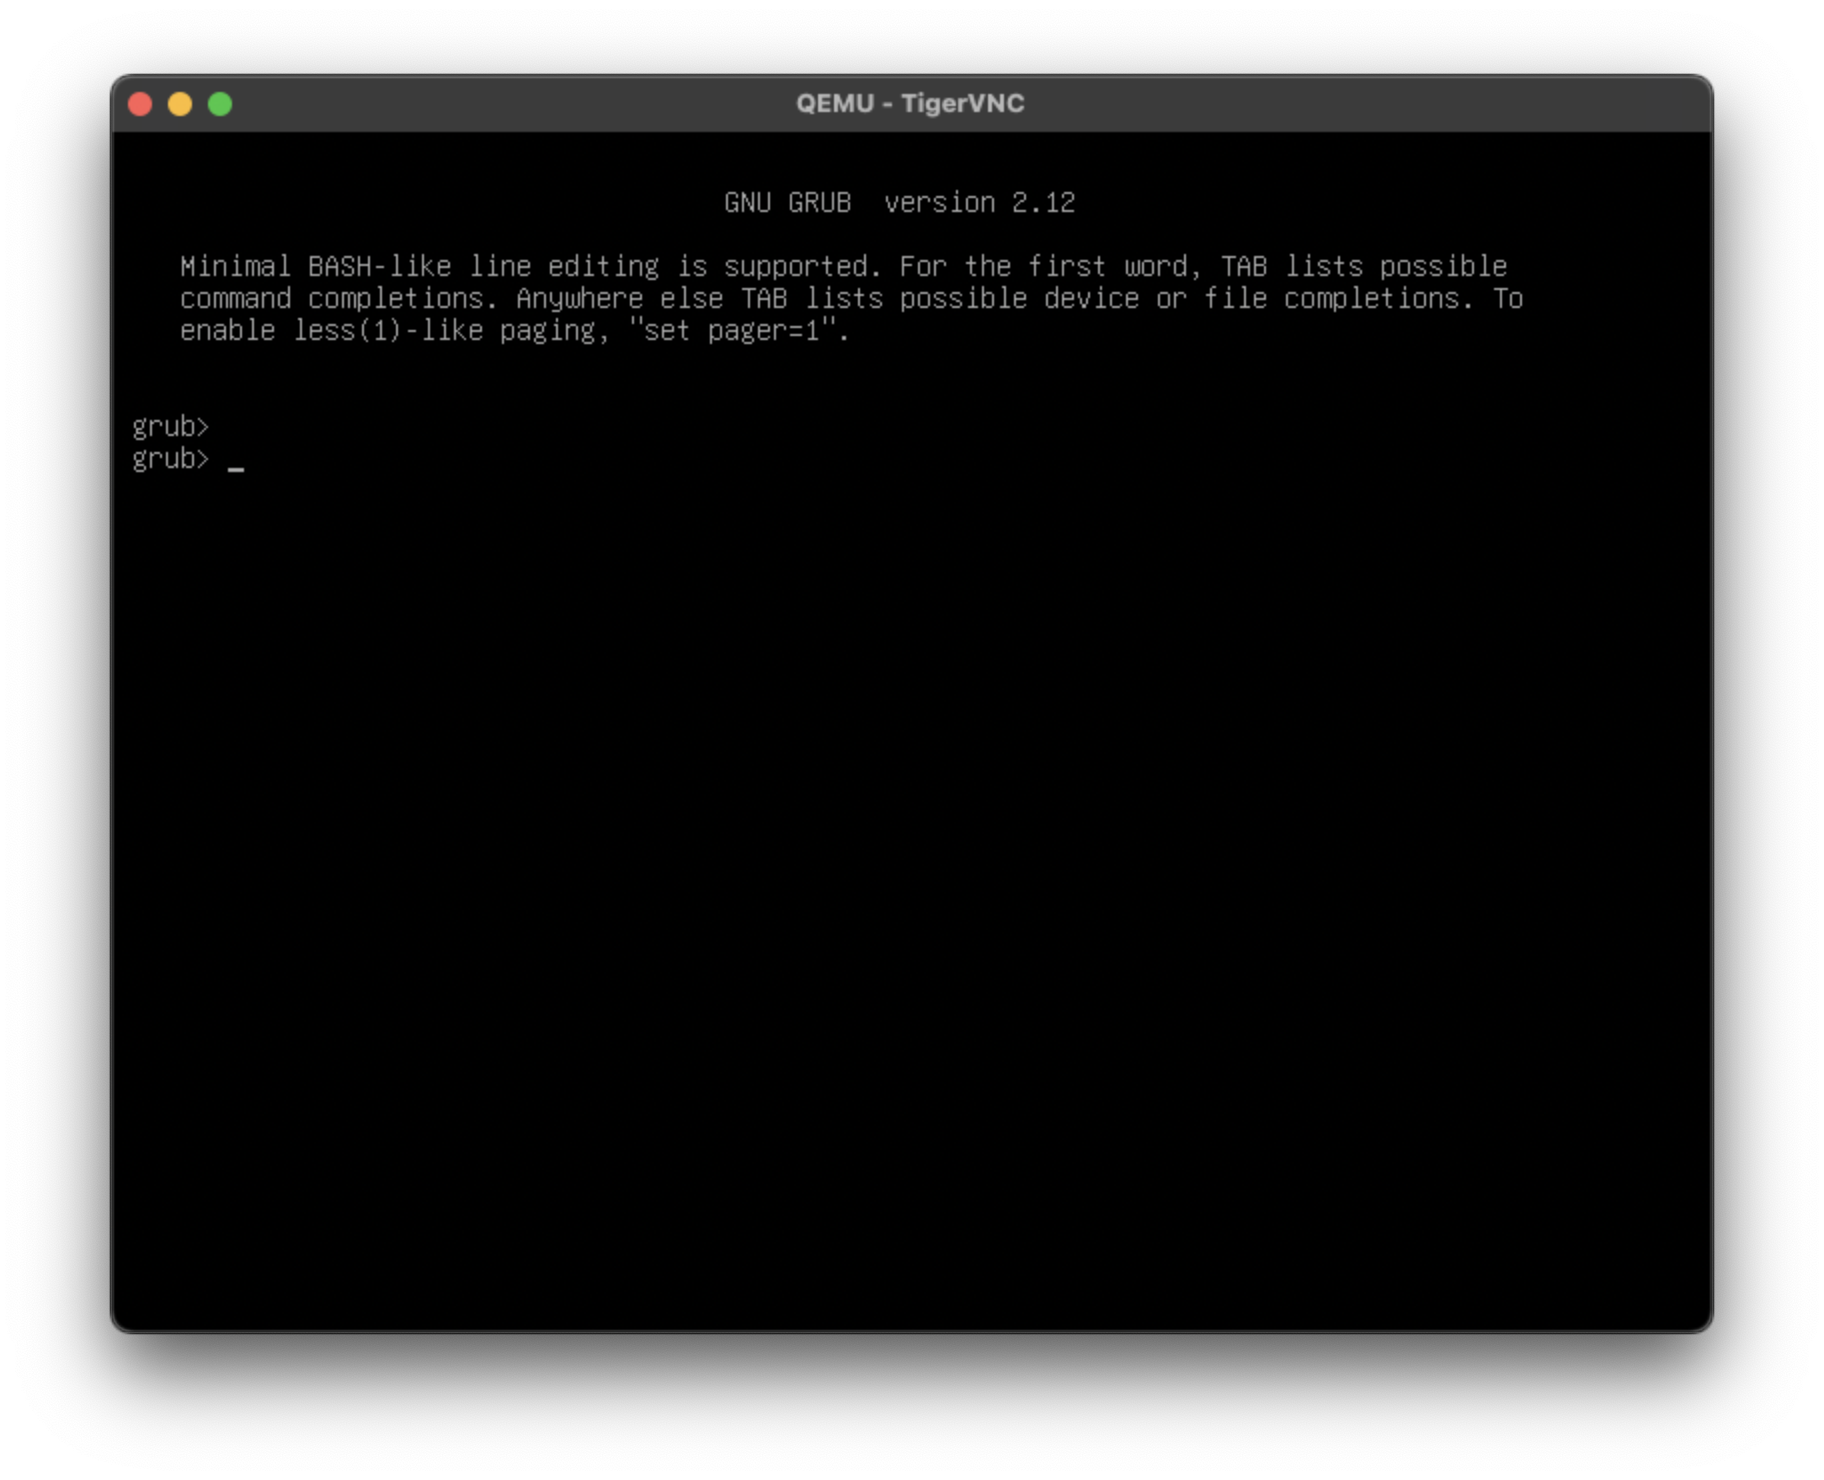 QEMU - TigerVNC
GNU GRUB  version 2.12
Minimal BASH-like line editing is supported. For the first word, TAB lists possible
command completions. Anywhere else TAB lists possible device or file completions. To
enable less(1)-like paging, "set pager=1".
grub>
grub> _